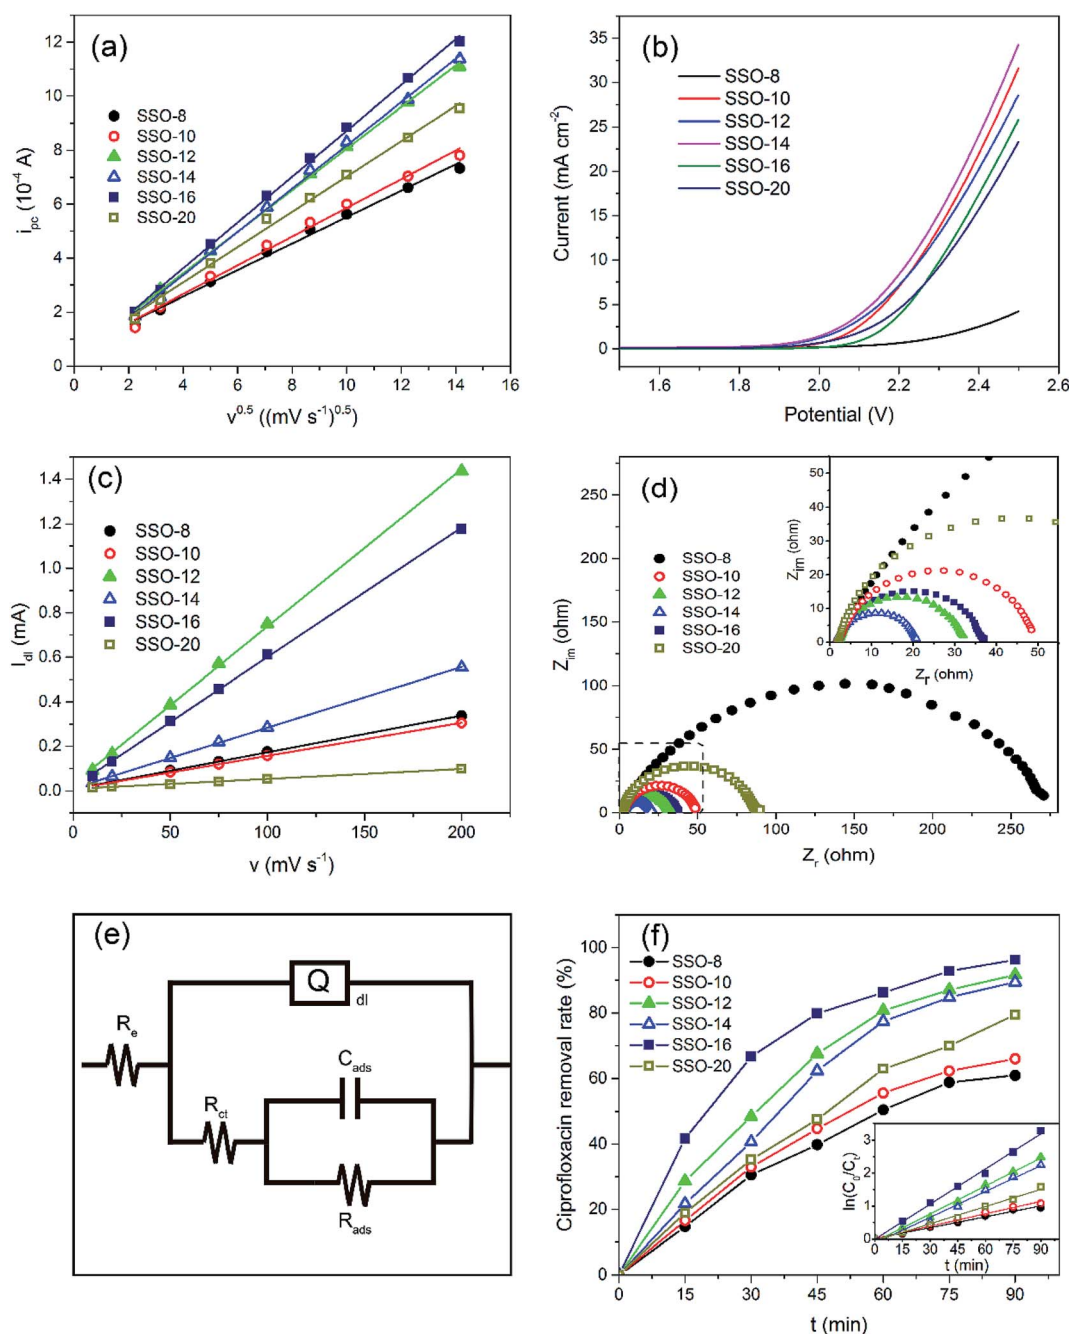 (a)
12
10
8
6
4
2
0
i_pc (10^-4 A)
SSO-8
SSO-10
SSO-12
SSO-14
SSO-16
SSO-20
0 2 4 6 8 10 12 14 16
v^0.5 ((mV s^-1)^0.5)
(b)
35
30
25
20
15
10
5
0
Current (mA cm^-2)
SSO-8
SSO-10
SSO-12
SSO-14
SSO-16
SSO-20
1.6 1.8 2.0 2.2 2.4 2.6
Potential (V)
(c)
1.4
1.2
1.0
0.8
0.6
0.4
0.2
0.0
I_dl (mA)
SSO-8
SSO-10
SSO-12
SSO-14
SSO-16
SSO-20
0 50 100 150 200
v (mV s^-1)
(d)
250
200
150
100
50
0
Z_im (ohm)
SSO-8
SSO-10
SSO-12
SSO-14
SSO-16
SSO-20
50
40
30
20
10
0
Z_im (ohm)
0 10 20 30 40 50
Z_r (ohm)
0 50 100 150 200 250
Z_r (ohm)
(e)
Q_dl
R_e
C_ads
R_ct
R_ads
(f)
100
80
60
40
20
0
Ciprofloxacin removal rate (%)
SSO-8
SSO-10
SSO-12
SSO-14
SSO-16
SSO-20
3
2
1
0
ln(C_0/C_t)
0 15 30 45 60 75 90
t (min)
0 15 30 45 60 75 90
t (min)